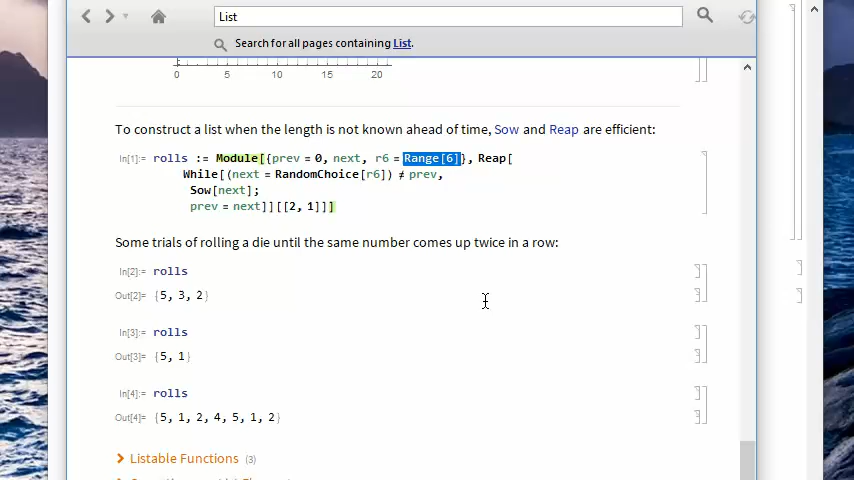 List
Search for all pages containing List.
0 5 10 15 20
To construct a list when the length is not known ahead of time, Sow and Reap are efficient:
In[1]:= rolls := Module[{prev = 0, next, r6 = Range[6]}, Reap[
While[(next = RandomChoice[r6]) ≠ prev,
Sow[next];
prev = next]][[2, 1]]]
Some trials of rolling a die until the same number comes up twice in a row:
In[2]:= rolls
Out[2]= {5, 3, 2}
In[3]:= rolls
Out[3]= {5, 1}
In[4]:= rolls
Out[4]= {5, 1, 2, 4, 5, 1, 2}
Listable Functions (3)